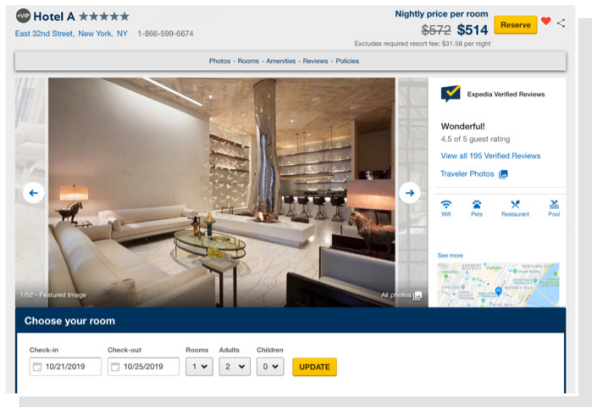 +VIP Hotel A ★★★★★
East 32nd Street, New York, NY 1-866-599-6674
Nightly price per room
$572 $514
Reserve
Excludes required resort fee: $31.58 per night
Photos - Rooms - Amenities - Reviews - Policies
Expedia Verified Reviews
Wonderful!
4.5 of 5 guest rating
View all 195 Verified Reviews
Traveler Photos
Wifi Pets Restaurant Pool
See more
1/52 • Featured Image
All photos
Choose your room
Check-in Check-out Rooms Adults Children
10/21/2019 10/25/2019 1 2 0 UPDATE